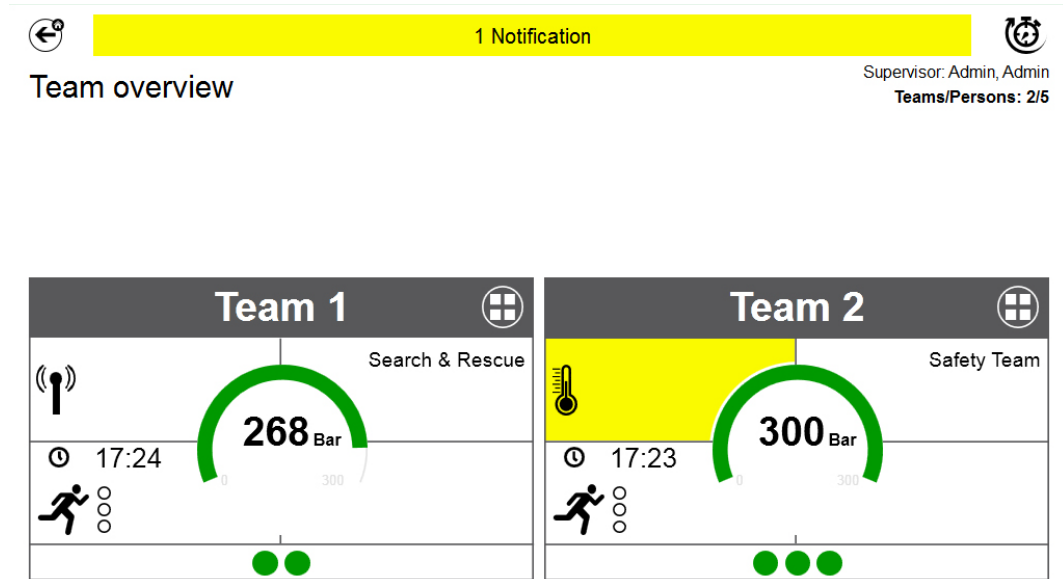 1 Notification
Team overview
Supervisor: Admin, Admin
Teams/Persons: 2/5
Team 1
Search & Rescue
268 Bar
0 300
17:24
Team 2
Safety Team
300 Bar
0 300
17:23